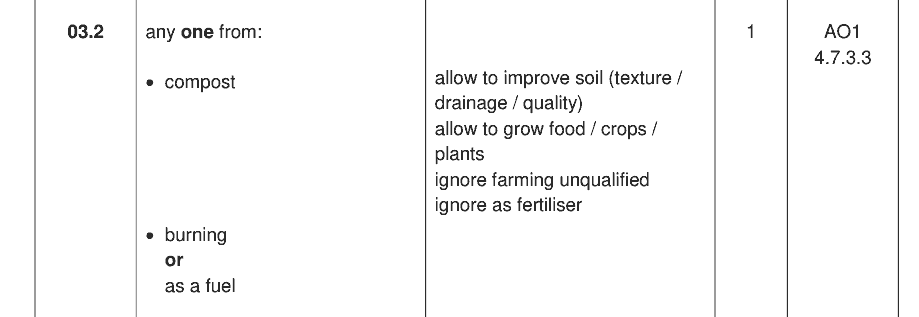 03.2 any one from: 1 AO1
4.7.3.3
• compost allow to improve soil (texture /
drainage / quality)
allow to grow food / crops /
plants
ignore farming unqualified
ignore as fertiliser
• burning
or
as a fuel